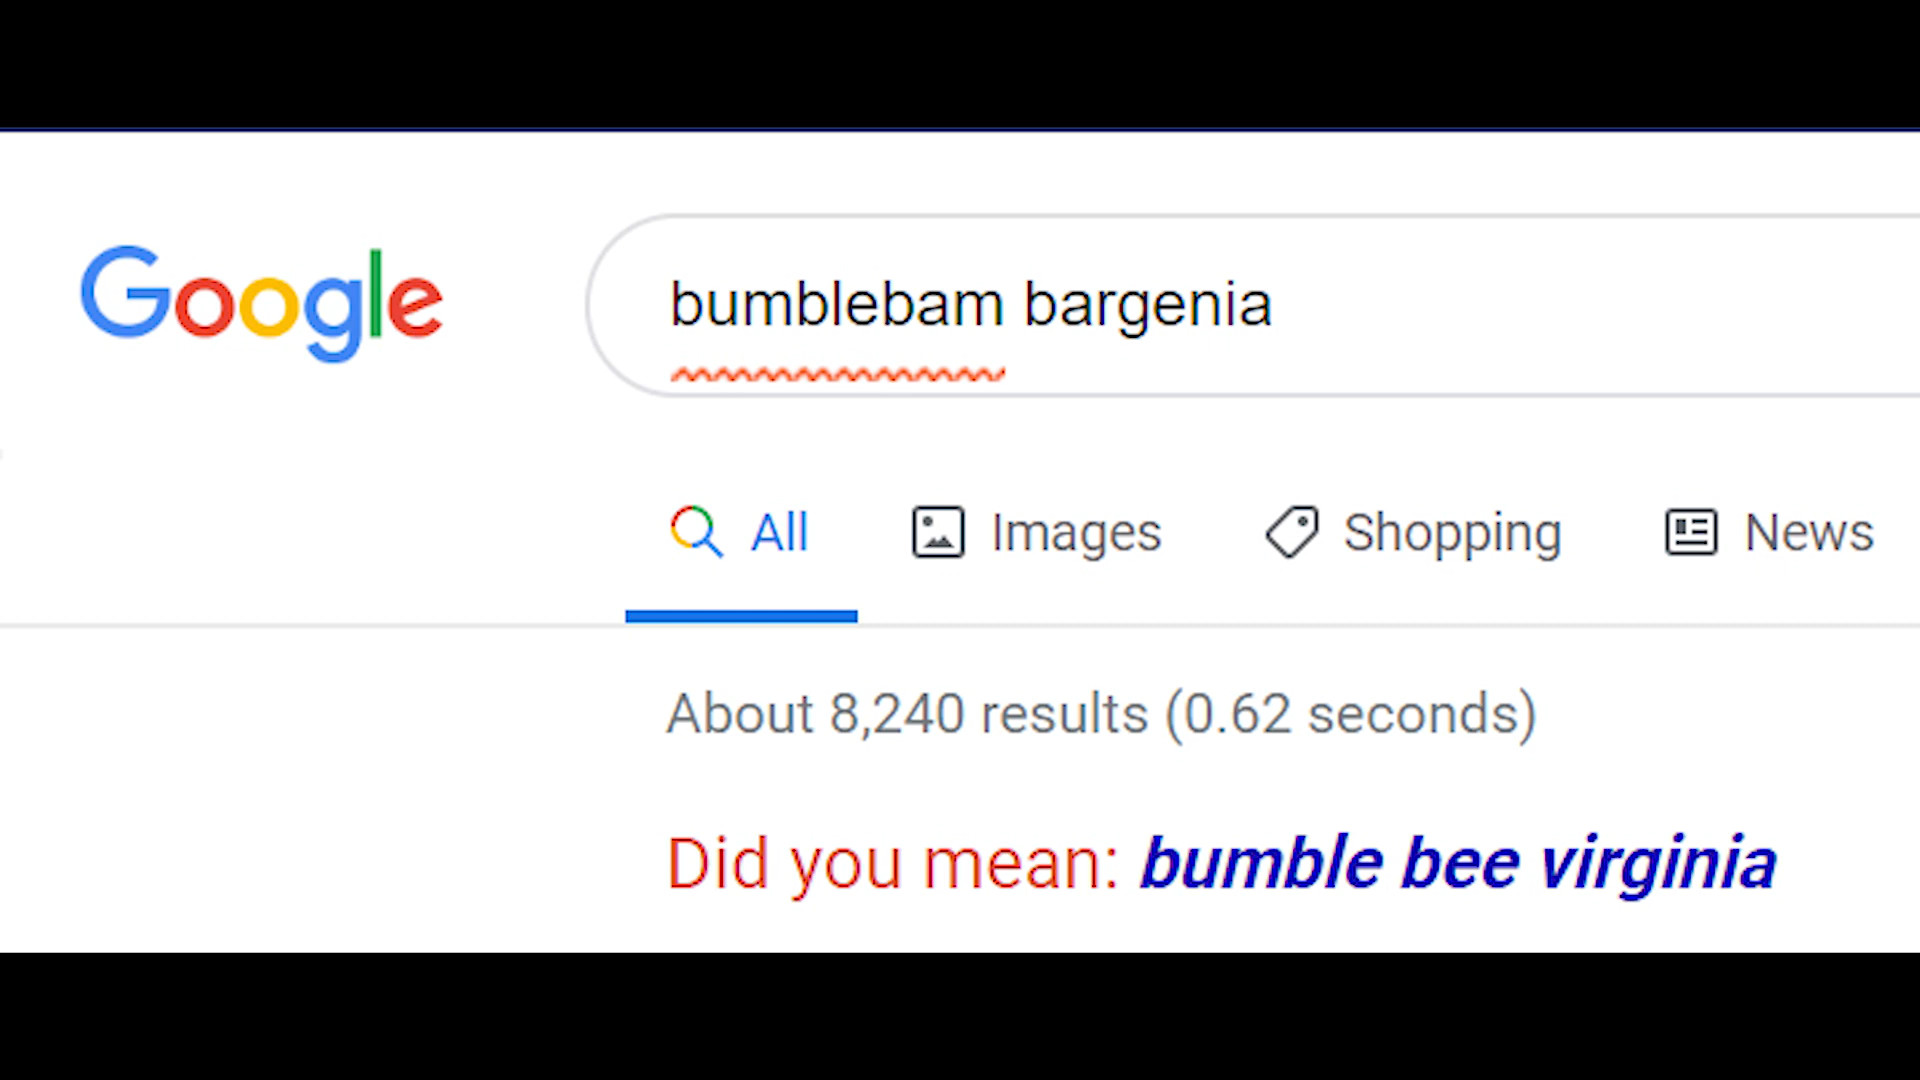 Google
bumblebam bargenia
All Images Shopping News
About 8,240 results (0.62 seconds)
Did you mean: bumble bee virginia